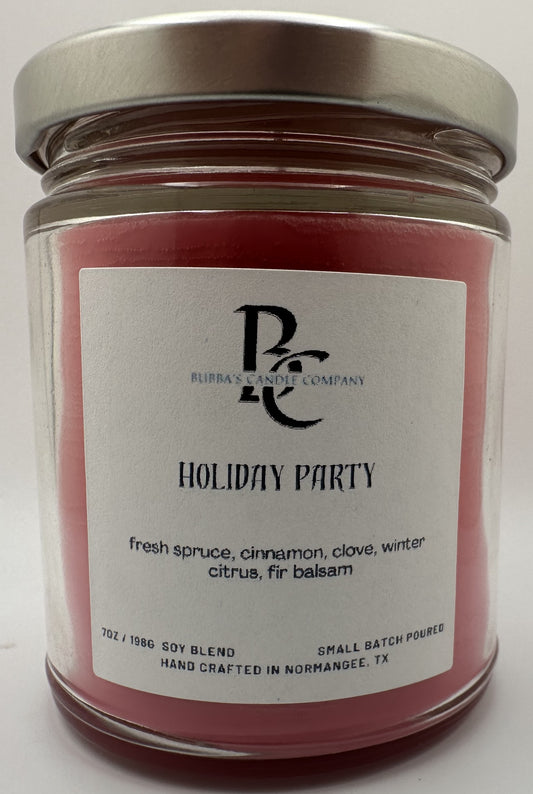 BC
BUBBA'S CANDLE COMPANY
HOLIDAY PARTY
fresh spruce, cinnamon, clove, winter
citrus, fir balsam
7OZ / 198G SOY BLEND SMALL BATCH POURED
HAND CRAFTED IN NORMANGEE, TX